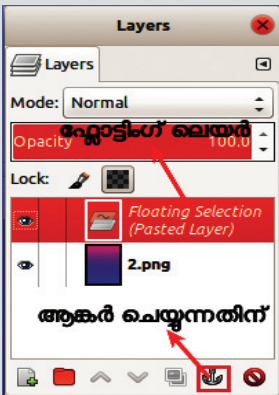 Layers
Layers
Mode: Normal
ഫ്ലോട്ടിംഗ് ലെയർ
Opacity 100.0
Lock:
Floating Selection
(Pasted Layer)
2.png
ആങ്കർ ചെയ്യുന്നതിന്